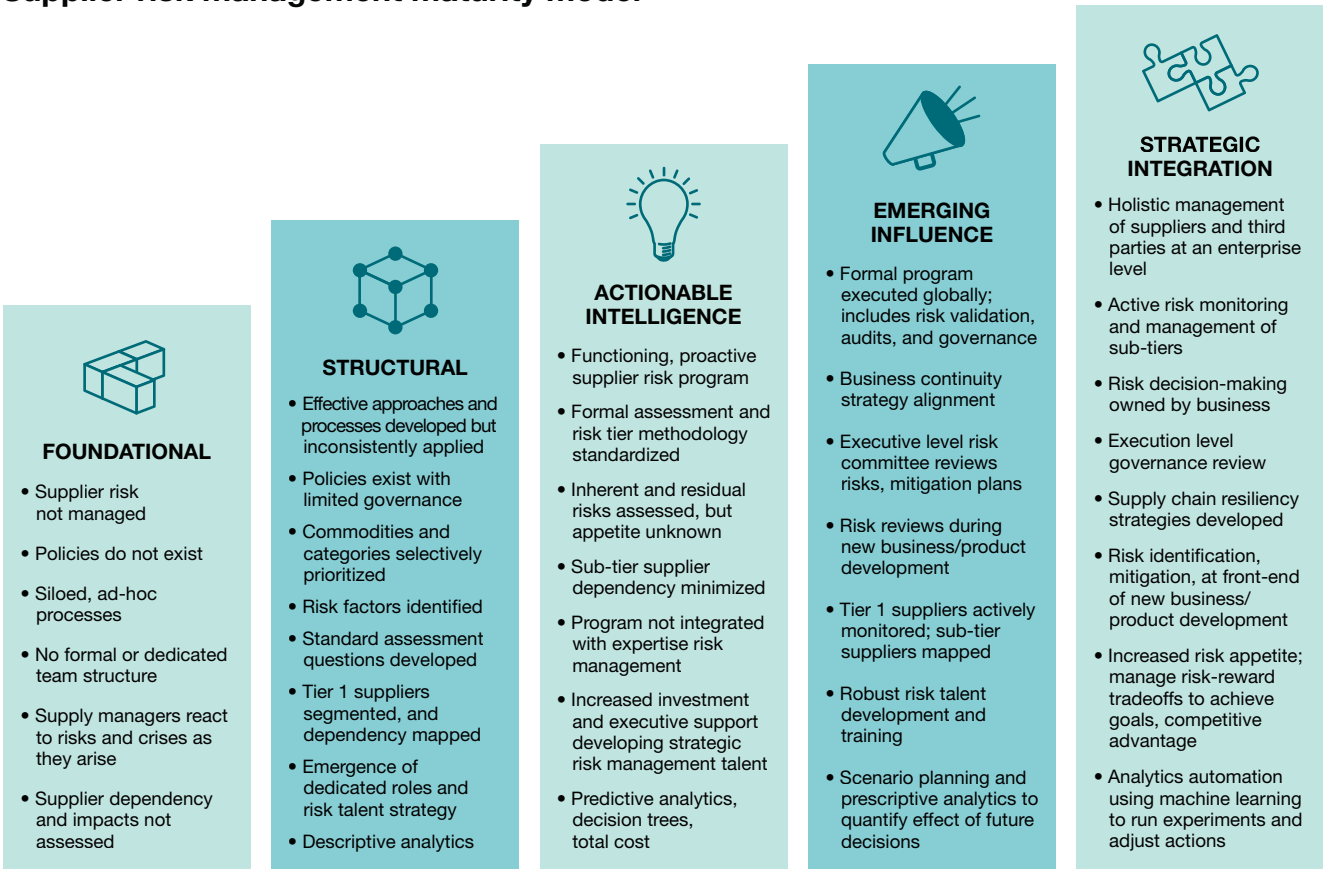 Supplier risk management maturity model
FOUNDATIONAL
• Supplier risk
not managed
• Policies do not exist
• Siloed, ad-hoc
processes
• No formal or dedicated
team structure
• Supply managers react
to risks and crises as
they arise
• Supplier dependency
and impacts not
assessed
STRUCTURAL
• Effective approaches and
processes developed but
inconsistently applied
• Policies exist with
limited governance
• Commodities and
categories selectively
prioritized
• Risk factors identified
• Standard assessment
questions developed
• Tier 1 suppliers
segmented, and
dependency mapped
• Emergence of
dedicated roles and
risk talent strategy
• Descriptive analytics
ACTIONABLE
INTELLIGENCE
• Functioning, proactive
supplier risk program
• Formal assessment and
risk tier methodology
standardized
• Inherent and residual
risks assessed, but
appetite unknown
• Sub-tier supplier
dependency minimized
• Program not integrated
with expertise risk
management
• Increased investment
and executive support
developing strategic
risk management talent
• Predictive analytics,
decision trees,
total cost
EMERGING
INFLUENCE
• Formal program
executed globally;
includes risk validation,
audits, and governance
• Business continuity
strategy alignment
• Executive level risk
committee reviews
risks, mitigation plans
• Risk reviews during
new business/product
development
• Tier 1 suppliers actively
monitored; sub-tier
suppliers mapped
• Robust risk talent
development and
training
• Scenario planning and
prescriptive analytics to
quantify effect of future
decisions
STRATEGIC
INTEGRATION
• Holistic management
of suppliers and third
parties at an enterprise
level
• Active risk monitoring
and management of
sub-tiers
• Risk decision-making
owned by business
• Execution level
governance review
• Supply chain resiliency
strategies developed
• Risk identification,
mitigation, at front-end
of new business/
product development
• Increased risk appetite;
manage risk-reward
tradeoffs to achieve
goals, competitive
advantage
• Analytics automation
using machine learning
to run experiments and
adjust actions